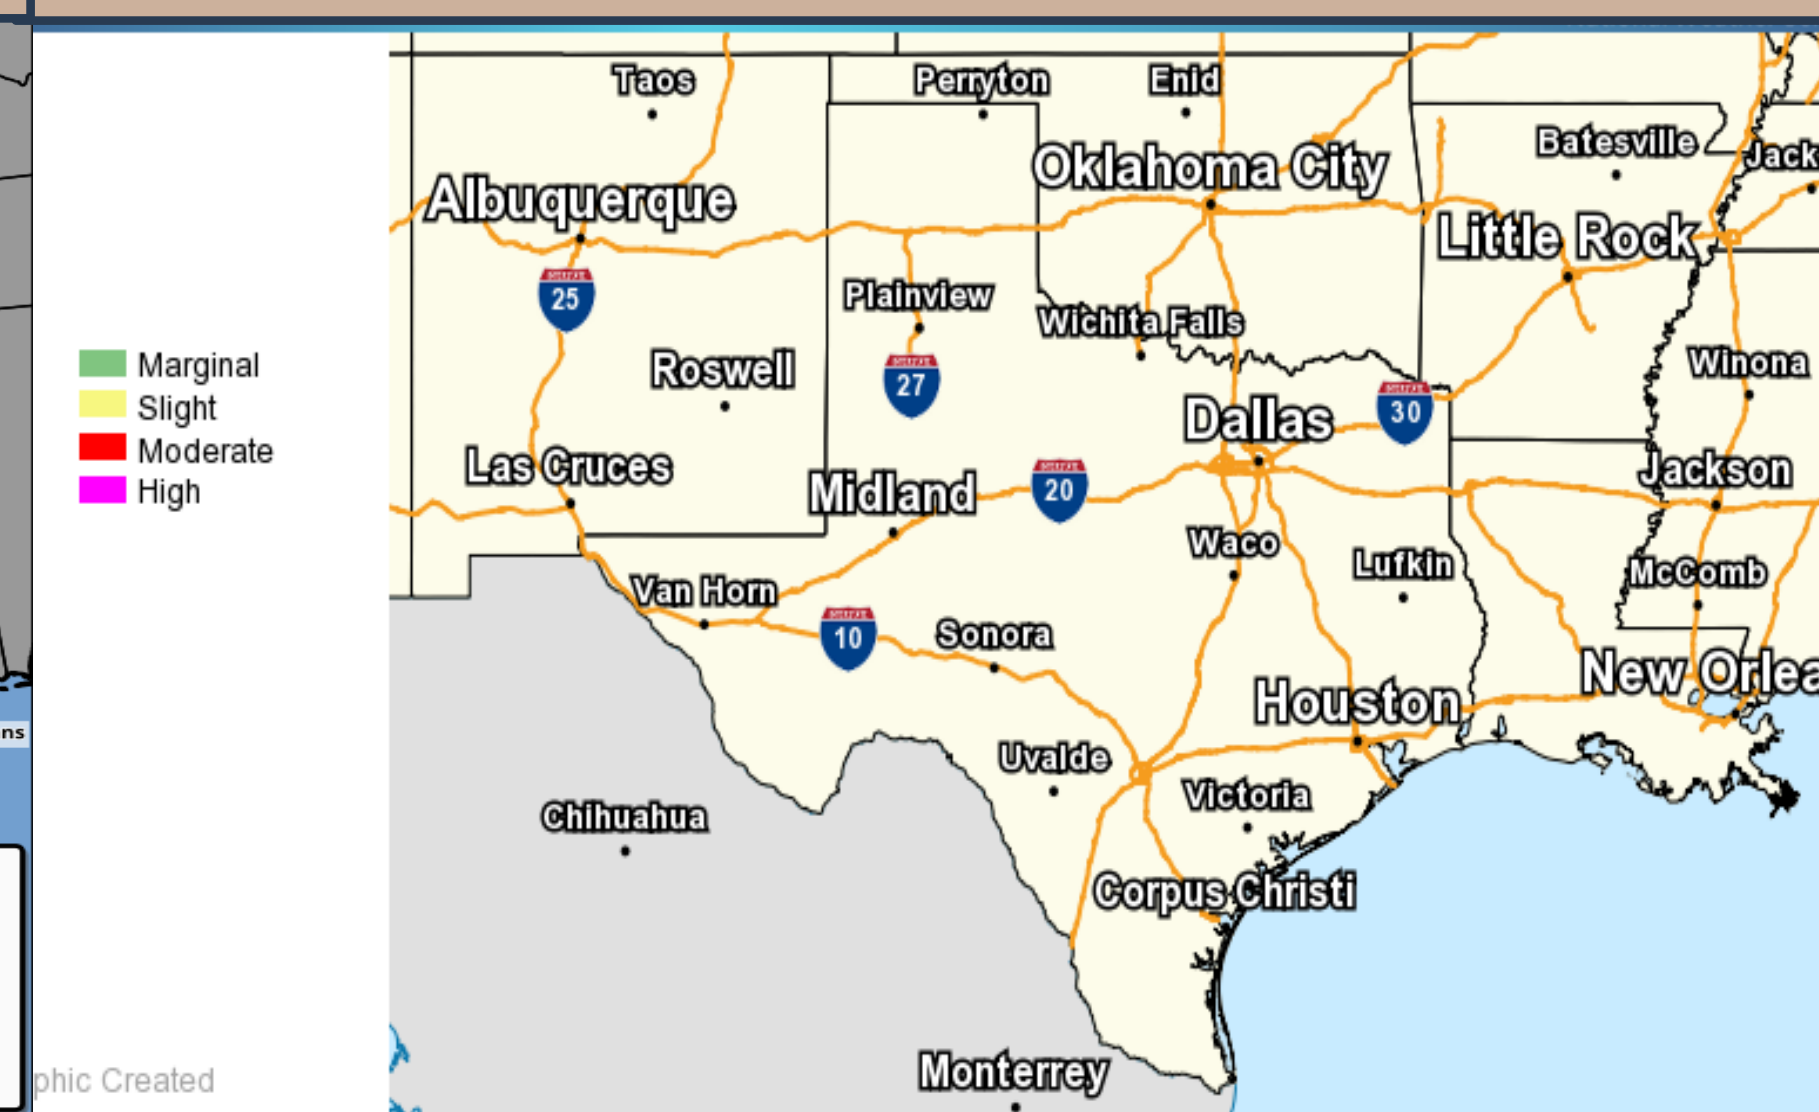 Taos
Perryton
Enid
Batesville
Jack
Oklahoma City
Albuquerque
Little Rock
25
Plainview
Wichita Falls
Winona
Marginal
Roswell
27
30
Slight
Dallas
Moderate
Las Cruces
Jackson
High
Midland
20
Waco
Lufkin
McComb
Van Horn
10
Sonora
New Orlea
Houston
ns
Uvalde
Victoria
Chihuahua
Corpus Christi
Monterrey
phic Created